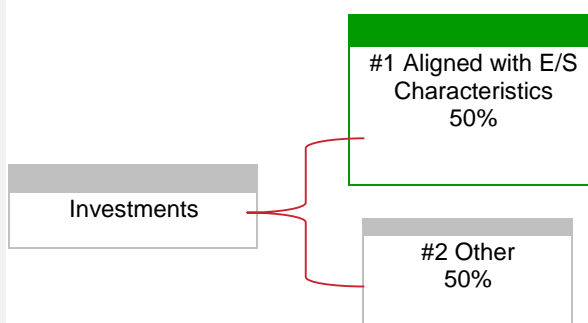 #1 Aligned with E/S
Characteristics
50%
Investments
#2 Other
50%